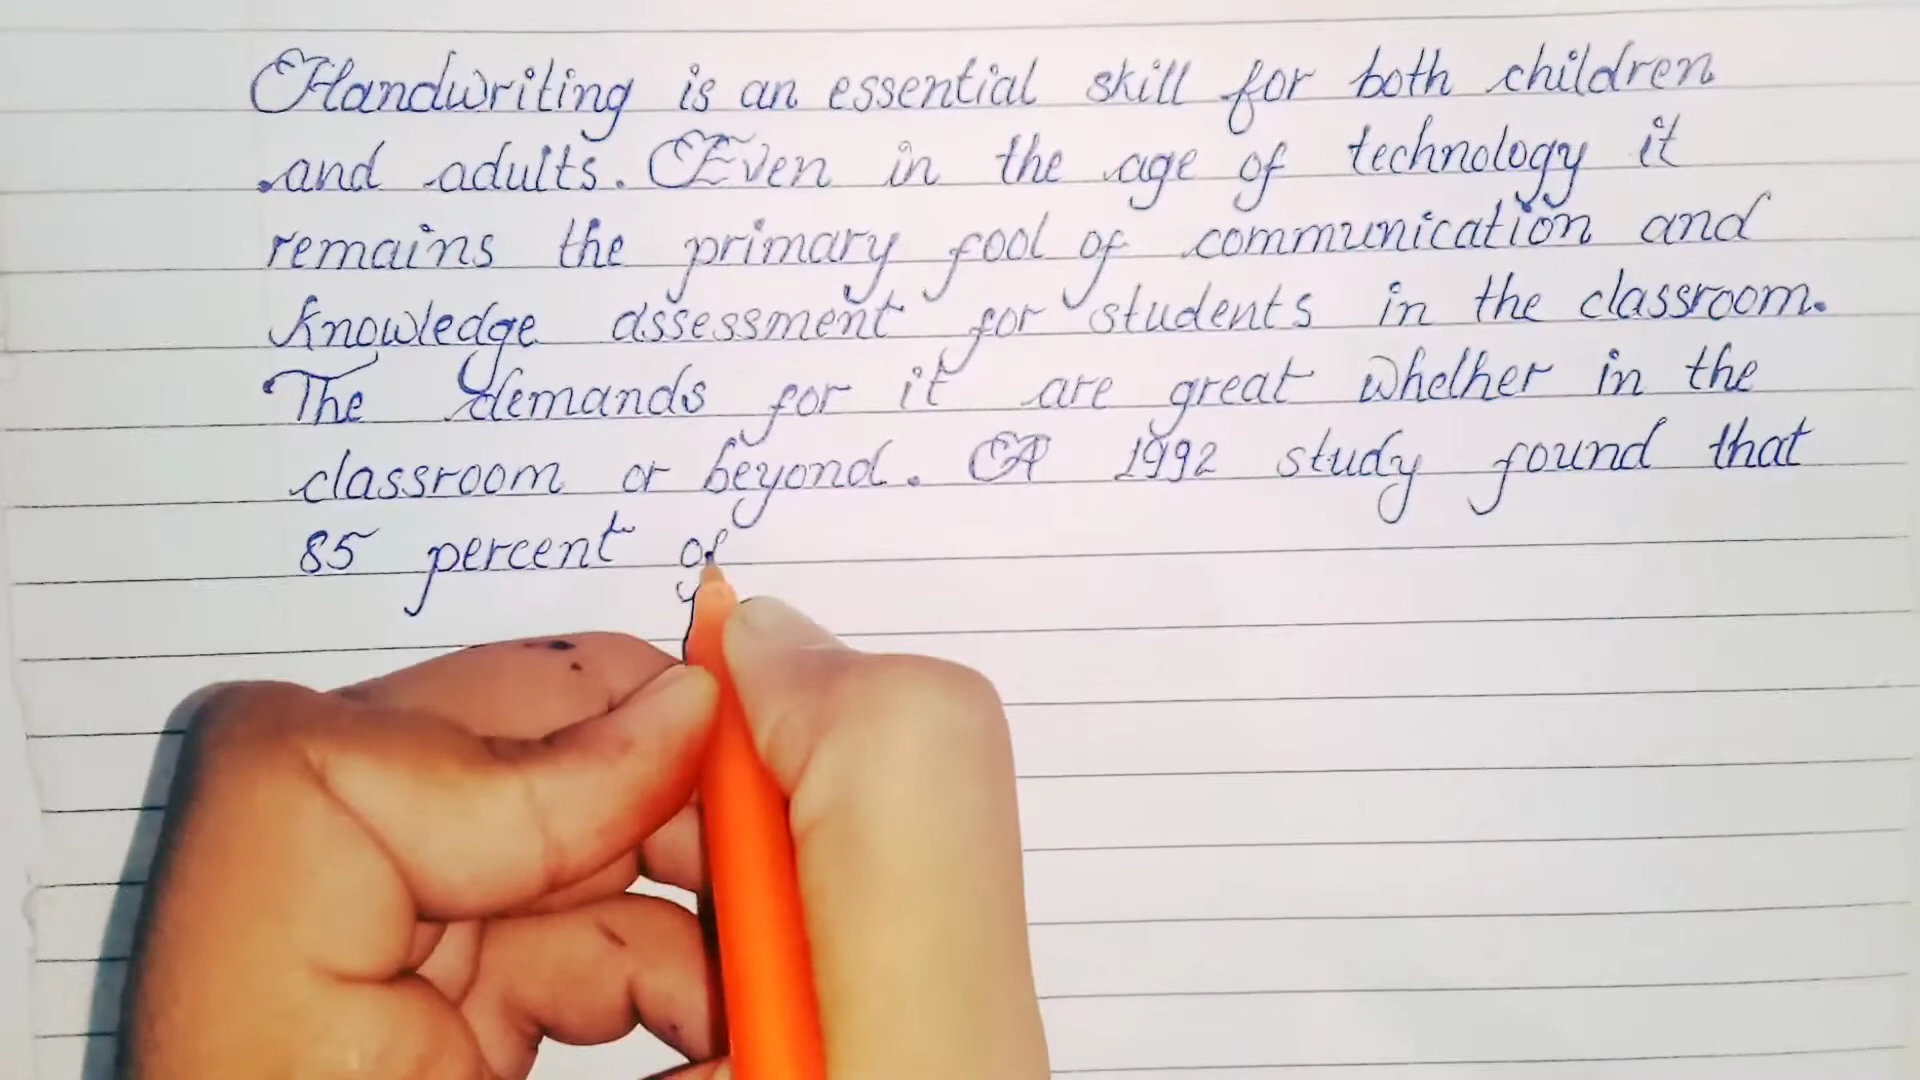 Handwriting is an essential skill for both children
and adults. Even in the age of technology it
remains the primary fool of communication and
knowledge assessment for students in the classroom.
The demands for it are great whelher in the
classroom or beyond. A 1992 study found that
85 percent of